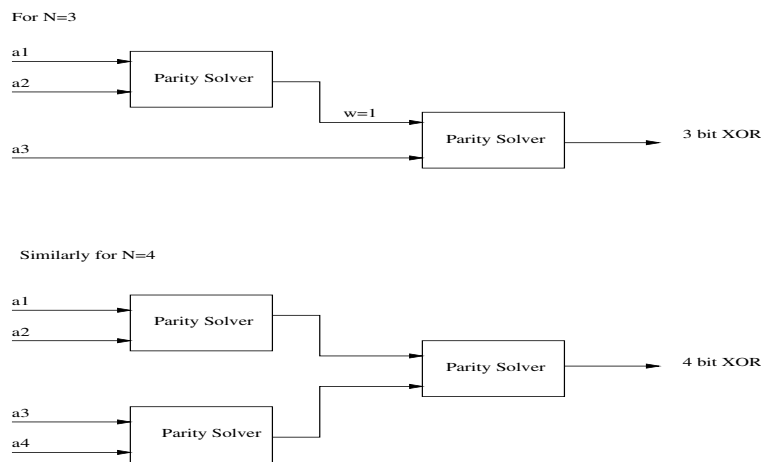 For N=3
a1
Parity Solver
a2
w=1
Parity Solver
3 bit XOR
a3
Similarly for N=4
a1
Parity Solver
a2
Parity Solver
4 bit XOR
a3
Parity Solver
a4